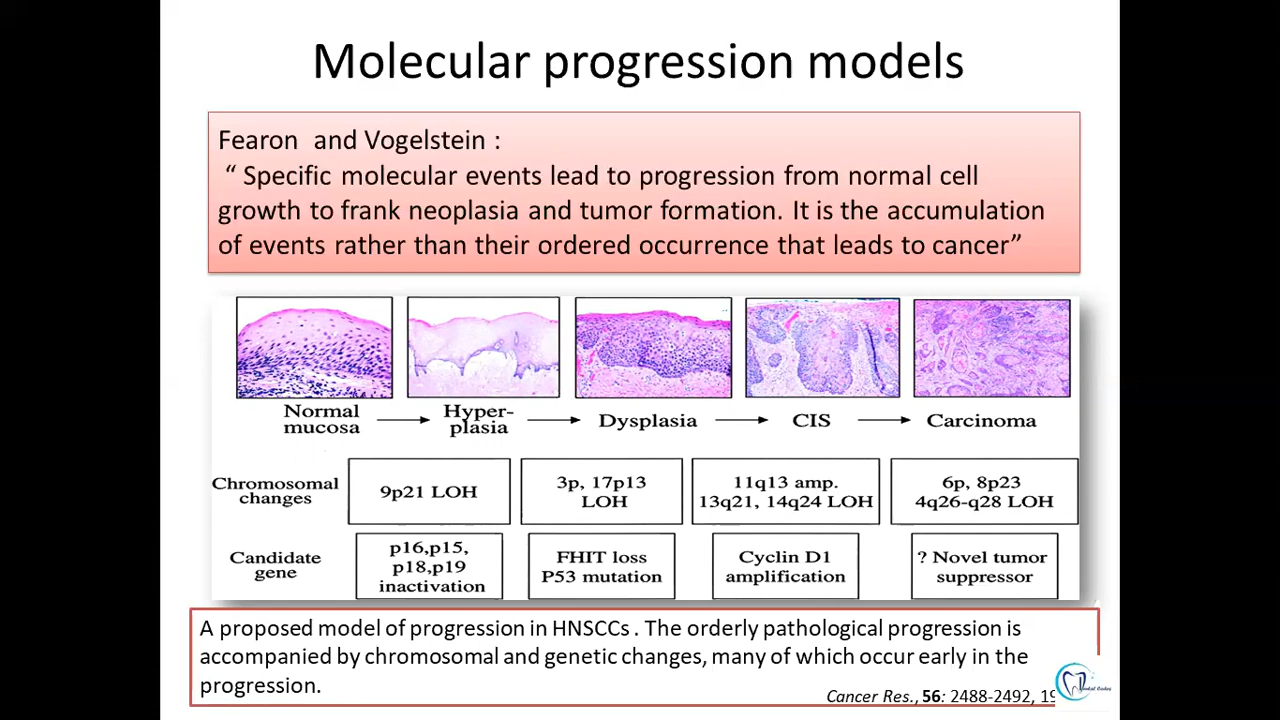 Molecular progression models
Fearon and Vogelstein :
“ Specific molecular events lead to progression from normal cell
growth to frank neoplasia and tumor formation. It is the accumulation
of events rather than their ordered occurrence that leads to cancer”
Normal
mucosa
Hyper-
plasia
Dysplasia
CIS
Carcinoma
Chromosomal
changes
9p21 LOH
3p, 17p13
LOH
11q13 amp.
13q21, 14q24 LOH
6p, 8p23
4q26-q28 LOH
Candidate
gene
p16,p15,
p18,p19
inactivation
FHIT loss
P53 mutation
Cyclin D1
amplification
? Novel tumor
suppressor
A proposed model of progression in HNSCCs . The orderly pathological progression is
accompanied by chromosomal and genetic changes, many of which occur early in the
progression.
Cancer Res., 56: 2488-2492, 19